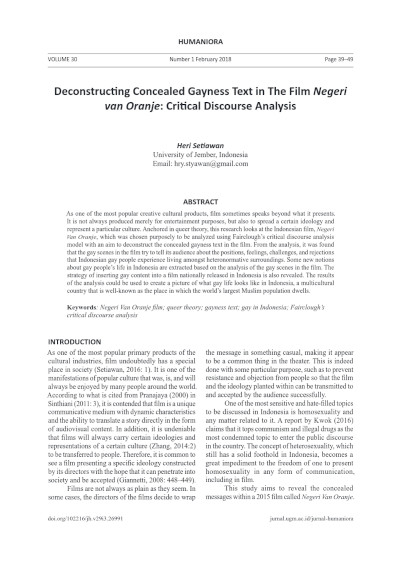 HUMANIORA
VOLUME 30 Number 1 February 2018 Page 39–49
Deconstructing Concealed Gayness Text in The Film Negeri
van Oranje: Critical Discourse Analysis
Heri Setiawan
University of Jember, Indonesia
Email: hry.styawan@gmail.com
ABSTRACT
As one of the most popular creative cultural products, film sometimes speaks beyond what it presents.
It is not always produced merely for entertainment purposes, but also to spread a certain ideology and
represent a particular culture. Anchored in queer theory, this research looks at the Indonesian film, Negeri
Van Oranje, which was chosen purposely to be analyzed using Fairclough's critical discourse analysis
model with an aim to deconstruct the concealed gayness text in the film. From the analysis, it was found
that the gay scenes in the film try to tell its audience about the positions, feelings, challenges, and rejections
that Indonesian gay people experience living amongst heteronormative surroundings. Some new notions
about gay people's life in Indonesia are extracted based on the analysis of the gay scenes in the film. The
strategy of inserting gay content into a film nationally released in Indonesia is also revealed. The results
of the analysis could be used to create a picture of what gay life looks like in Indonesia, a multicultural
country that is well-known as the place in which the world's largest Muslim population dwells.
Keywords: Negeri Van Oranje film; queer theory; gayness text; gay in Indonesia; Fairclough's
critical discourse analysis
INTRODUCTION
As one of the most popular primary products of the
cultural industries, film undoubtedly has a special
place in society (Setiawan, 2016: 1). It is one of the
manifestations of popular culture that was, is, and will
always be enjoyed by many people around the world.
According to what is cited from Pranajaya (2000) in
Sinthiani (2011: 3), it is contended that film is a unique
communicative medium with dynamic characteristics
and the ability to translate a story directly in the form
of audiovisual content. In addition, it is undeniable
that films will always carry certain ideologies and
representations of a culture (Zhang, 2014:2)
to be transferred to people. Therefore, it is common to
see a film presenting a specific ideology constructed
by its directors with the hope that it can penetrate into
society and be accepted (Giannetti, 2008: 448–449).
Films are not always as plain as they seem. In
some cases, the directors of the films decide to wrap
the message in something casual, making it appear
to be a common thing in the theater. This is indeed
done with some particular purpose, such as to prevent
resistance and objection from people so that the film
and the ideology planted within can be transmitted to
and accepted by the audience successfully.
One of the most sensitive and hate-filled topics
to be discussed in Indonesia is homosexuality and
any matter related to it. A report by Kwok (2016)
claims that it tops communism and illegal drugs as the
most condemned topic to enter the public discourse
in the country. The concept of heterosexuality, which
still has a solid foothold in Indonesia, becomes a
great impediment to the freedom of one to present
homosexuality in any form of communication,
including in film.
This study aims to reveal the concealed
messages within a 2015 film called Negeri Van Oranje.
doi.org/102216/jh.v2963.26991 jurnal.ugm.ac.id/jurnal-humaniora